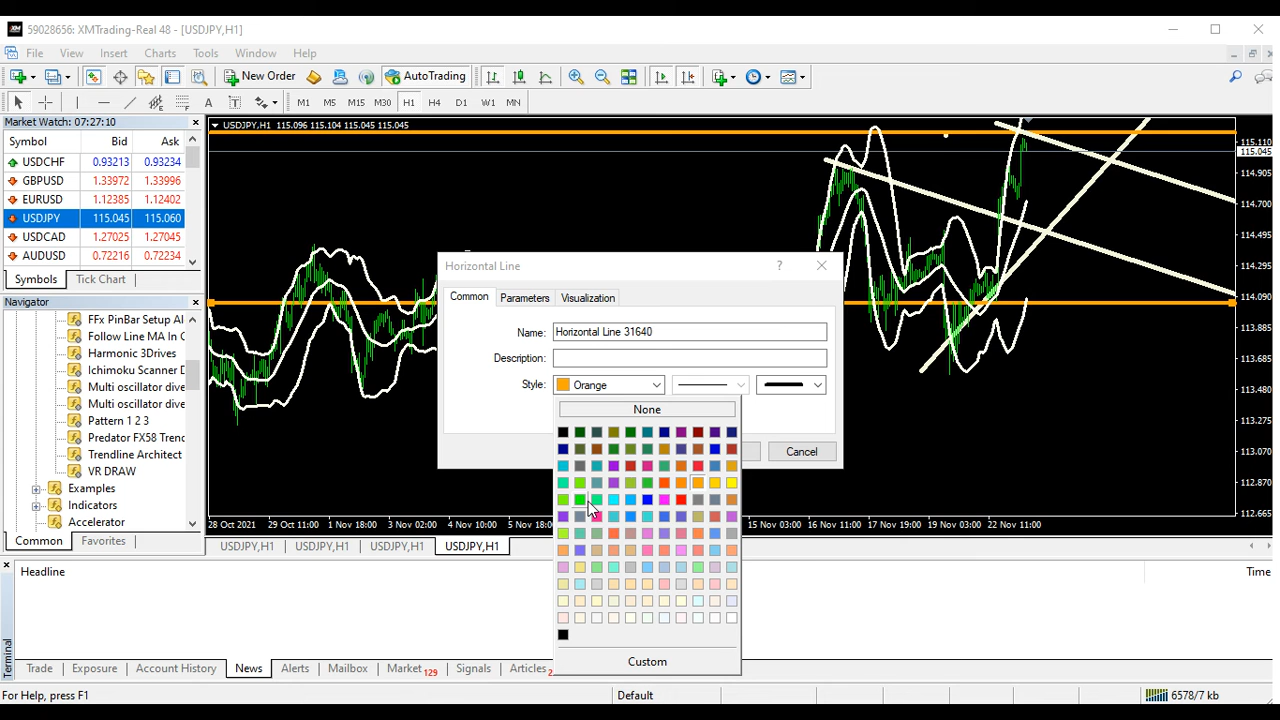 59028656: XMTrading-Real 48 - [USDJPY,H1]
File View Insert Charts Tools Window Help
New Order AutoTrading
A T M1 M5 M15 M30 H1 H4 D1 W1 MN
Market Watch: 07:27:10
Symbol Bid Ask
USDCHF 0.93213 0.93234
GBPUSD 1.33972 1.33996
EURUSD 1.12385 1.12402
USDJPY 115.045 115.060
USDCAD 1.27025 1.27045
AUDUSD 0.72216 0.72234
Symbols Tick Chart
Navigator
FFx PinBar Setup Al
Follow Line MA In C
Harmonic 3Drives
Ichimoku Scanner D
Multi oscillator dive
Multi oscillator dive
Pattern 1 2 3
Predator FX58 Trend
Trendline Architect
VR DRAW
Examples
Indicators
Accelerator
Common Favorites
USDJPY,H1 115.096 115.104 115.045 115.045
115.110
115.045
114.905
114.700
114.495
114.295
114.090
113.885
113.680
113.480
113.275
113.070
112.870
112.665
28 Oct 2021 29 Oct 11:00 1 Nov 18:00 3 Nov 02:00 4 Nov 10:00 5 Nov 18:00 15 Nov 03:00 16 Nov 11:00 17 Nov 19:00 19 Nov 03:00 22 Nov 11:00
USDJPY,H1 USDJPY,H1 USDJPY,H1 USDJPY,H1
Horizontal Line
Common Parameters Visualization
Name: Horizontal Line 31640
Description:
Style: Orange
None
Cancel
Custom
Headline Time
Terminal
Trade Exposure Account History News Alerts Mailbox Market 129 Signals Articles
For Help, press F1 Default 6578/7 kb